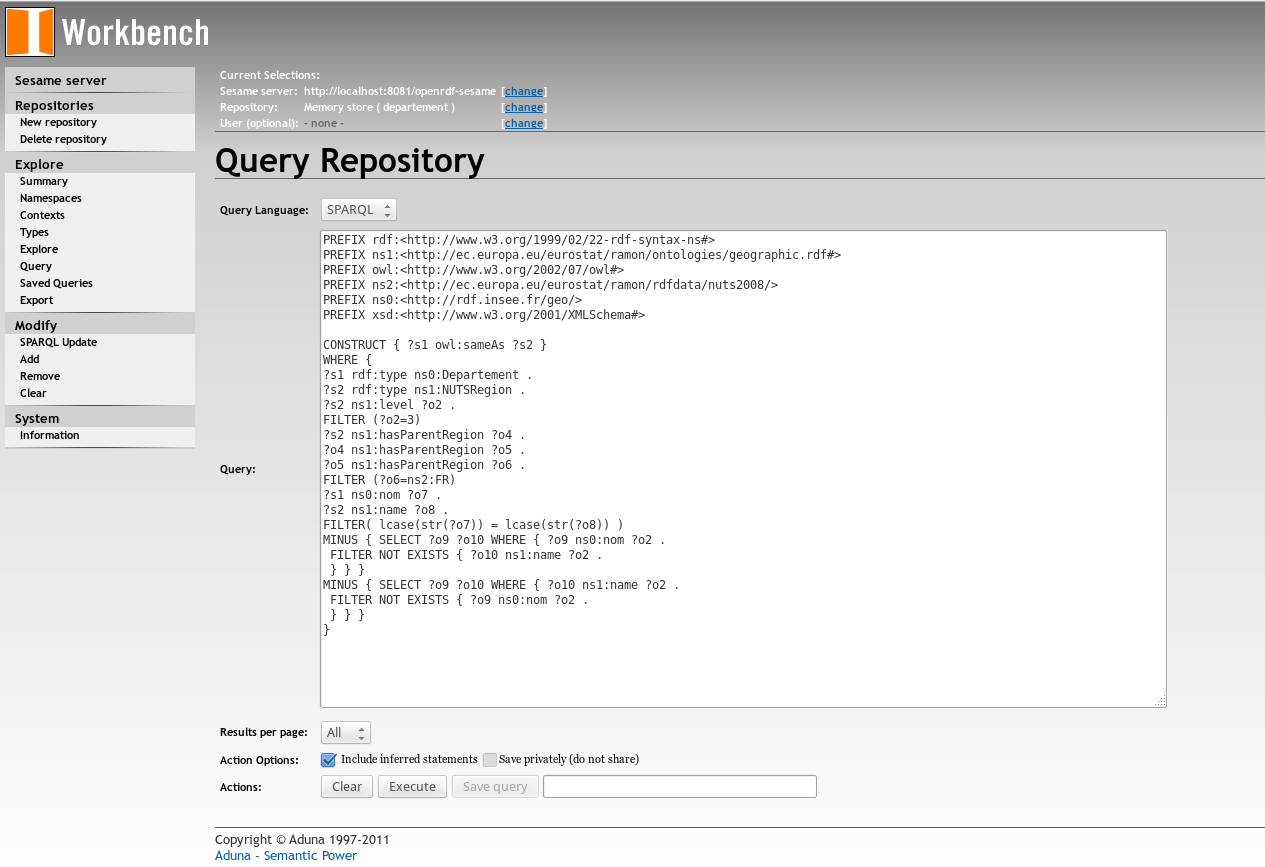 Workbench
Sesame server
Repositories
New repository
Delete repository
Explore
Summary
Namespaces
Contexts
Types
Explore
Query
Saved Queries
Export
Modify
SPARQL Update
Add
Remove
Clear
System
Information
Current Selections:
Sesame server: http://localhost:8081/openrdf-sesame [change]
Repository: Memory store ( departement ) [change]
User (optional): - none - [change]
Query Repository
Query Language: SPARQL
Query:
PREFIX rdf:<http://www.w3.org/1999/02/22-rdf-syntax-ns#>
PREFIX ns1:<http://ec.europa.eu/eurostat/ramon/ontologies/geographic.rdf#>
PREFIX owl:<http://www.w3.org/2002/07/owl#>
PREFIX ns2:<http://ec.europa.eu/eurostat/ramon/rdfdata/nuts2008/>
PREFIX ns0:<http://rdf.insee.fr/geo/>
PREFIX xsd:<http://www.w3.org/2001/XMLSchema#>
CONSTRUCT { ?s1 owl:sameAs ?s2 }
WHERE {
?s1 rdf:type ns0:Departement .
?s2 rdf:type ns1:NUTSRegion .
?s2 ns1:level ?o2 .
FILTER (?o2=3)
?s2 ns1:hasParentRegion ?o4 .
?o4 ns1:hasParentRegion ?o5 .
?o5 ns1:hasParentRegion ?o6 .
FILTER (?o6=ns2:FR)
?s1 ns0:nom ?o7 .
?s2 ns1:name ?o8 .
FILTER( lcase(str(?o7)) = lcase(str(?o8)) )
MINUS { SELECT ?o9 ?o10 WHERE { ?o9 ns0:nom ?o2 .
FILTER NOT EXISTS { ?o10 ns1:name ?o2 .
} } }
MINUS { SELECT ?o9 ?o10 WHERE { ?o10 ns1:name ?o2 .
FILTER NOT EXISTS { ?o9 ns0:nom ?o2 .
} } }
}
Results per page: All
Action Options: Include inferred statements Save privately (do not share)
Actions: Clear Execute Save query
Copyright © Aduna 1997-2011
Aduna - Semantic Power